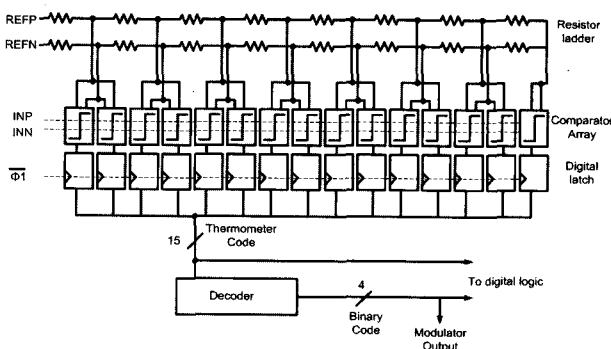 REFP
REFN
Resistor
ladder
INP
INN
Comparator
Array
Φ1
Digital
latch
15
Thermometer
Code
To digital logic
Decoder
4
Binary
Code
Modulator
Output